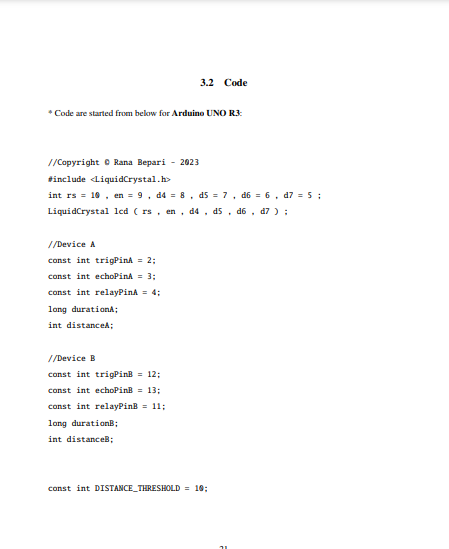 3.2 Code
* Code are started from below for Arduino UNO R3:
//Copyright © Rana Bepari - 2023
#include <LiquidCrystal.h>
int rs = 10 , en = 9 , d4 = 8 , d5 = 7 , d6 = 6 , d7 = 5 ;
LiquidCrystal lcd ( rs , en , d4 , d5 , d6 , d7 ) ;
//Device A
const int trigPinA = 2;
const int echoPinA = 3;
const int relayPinA = 4;
long durationA;
int distanceA;
//Device B
const int trigPinB = 12;
const int echoPinB = 13;
const int relayPinB = 11;
long durationB;
int distanceB;
const int DISTANCE_THRESHOLD = 10;